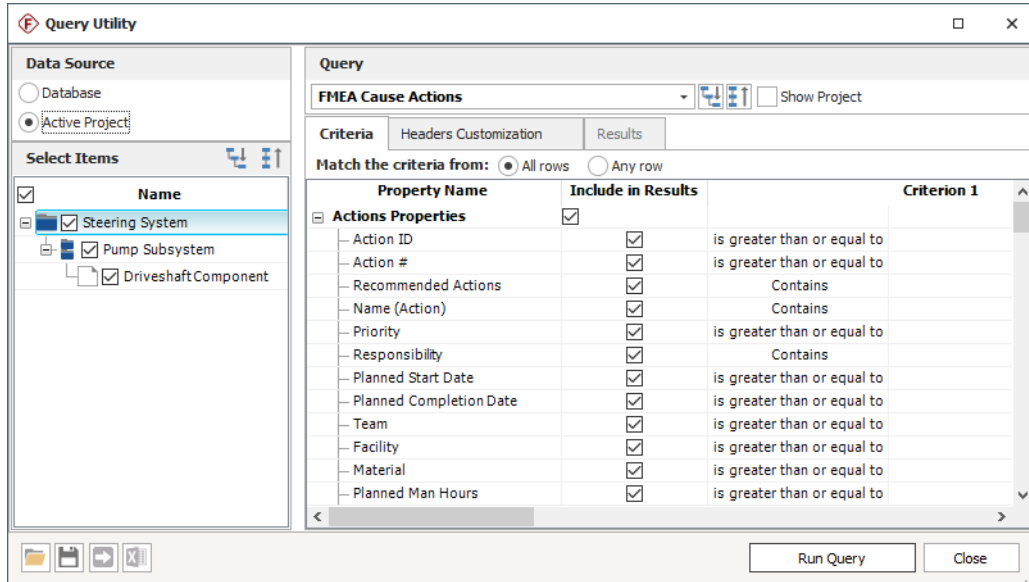 Query Utility
Data Source
Database
Active Project
Select Items
Name
Steering System
Pump Subsystem
Driveshaft Component
Query
FMEA Cause Actions
Show Project
Criteria Headers Customization Results
Match the criteria from: All rows Any row
Property Name Include in Results Criterion 1
Actions Properties
Action ID is greater than or equal to
Action # is greater than or equal to
Recommended Actions Contains
Name (Action) Contains
Priority is greater than or equal to
Responsibility Contains
Planned Start Date is greater than or equal to
Planned Completion Date is greater than or equal to
Team is greater than or equal to
Facility is greater than or equal to
Material is greater than or equal to
Planned Man Hours is greater than or equal to
Run Query Close